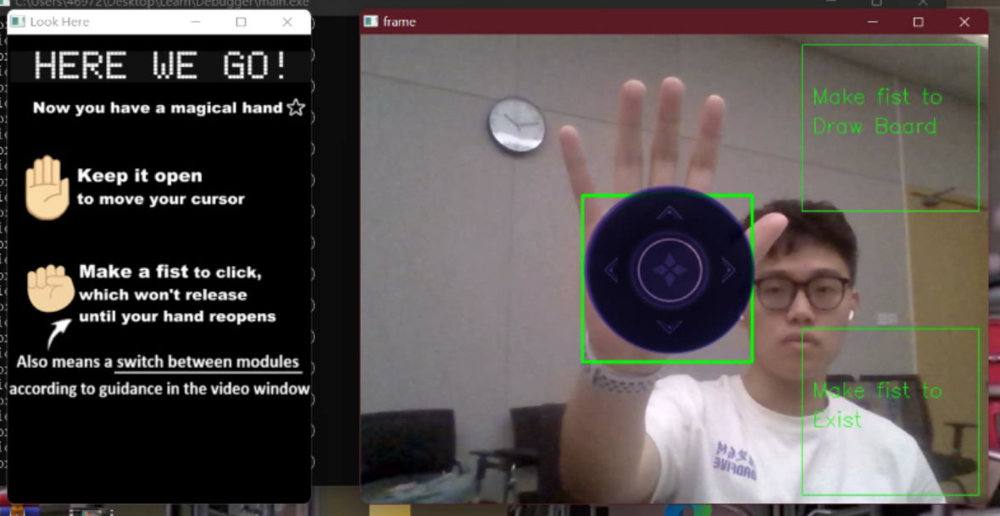 C:\Users\46972\Desktop\Learn\Debugger\main.exe
Look Here
HERE WE GO!
Now you have a magical hand
Keep it open
to move your cursor
Make a fist to click,
which won't release
until your hand reopens
Also means a switch between modules
according to guidance in the video window
frame
Make fist to
Draw Board
Make fist to
Exist